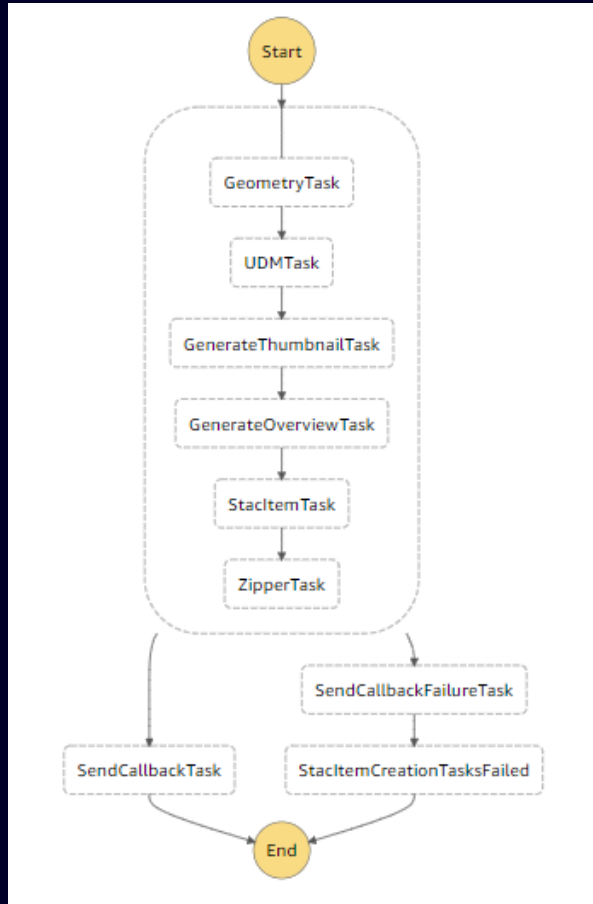 Start
GeometryTask
UDMTask
GenerateThumbnailTask
GenerateOverviewTask
StacItemTask
ZipperTask
SendCallbackFailureTask
SendCallbackTask
StacItemCreationTasksFailed
End